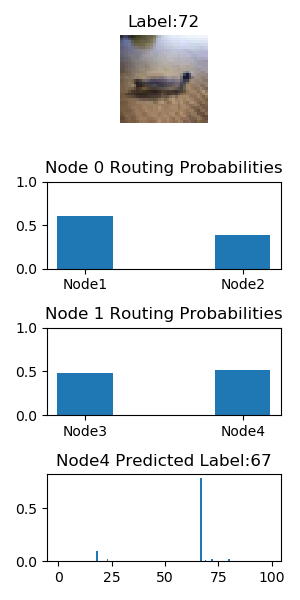 Label:72
Node 0 Routing Probabilities
1.0
0.5
0.0
Node1 Node2
Node 1 Routing Probabilities
1.0
0.5
0.0
Node3 Node4
Node4 Predicted Label:67
0.5
0.0
0 25 50 75 100